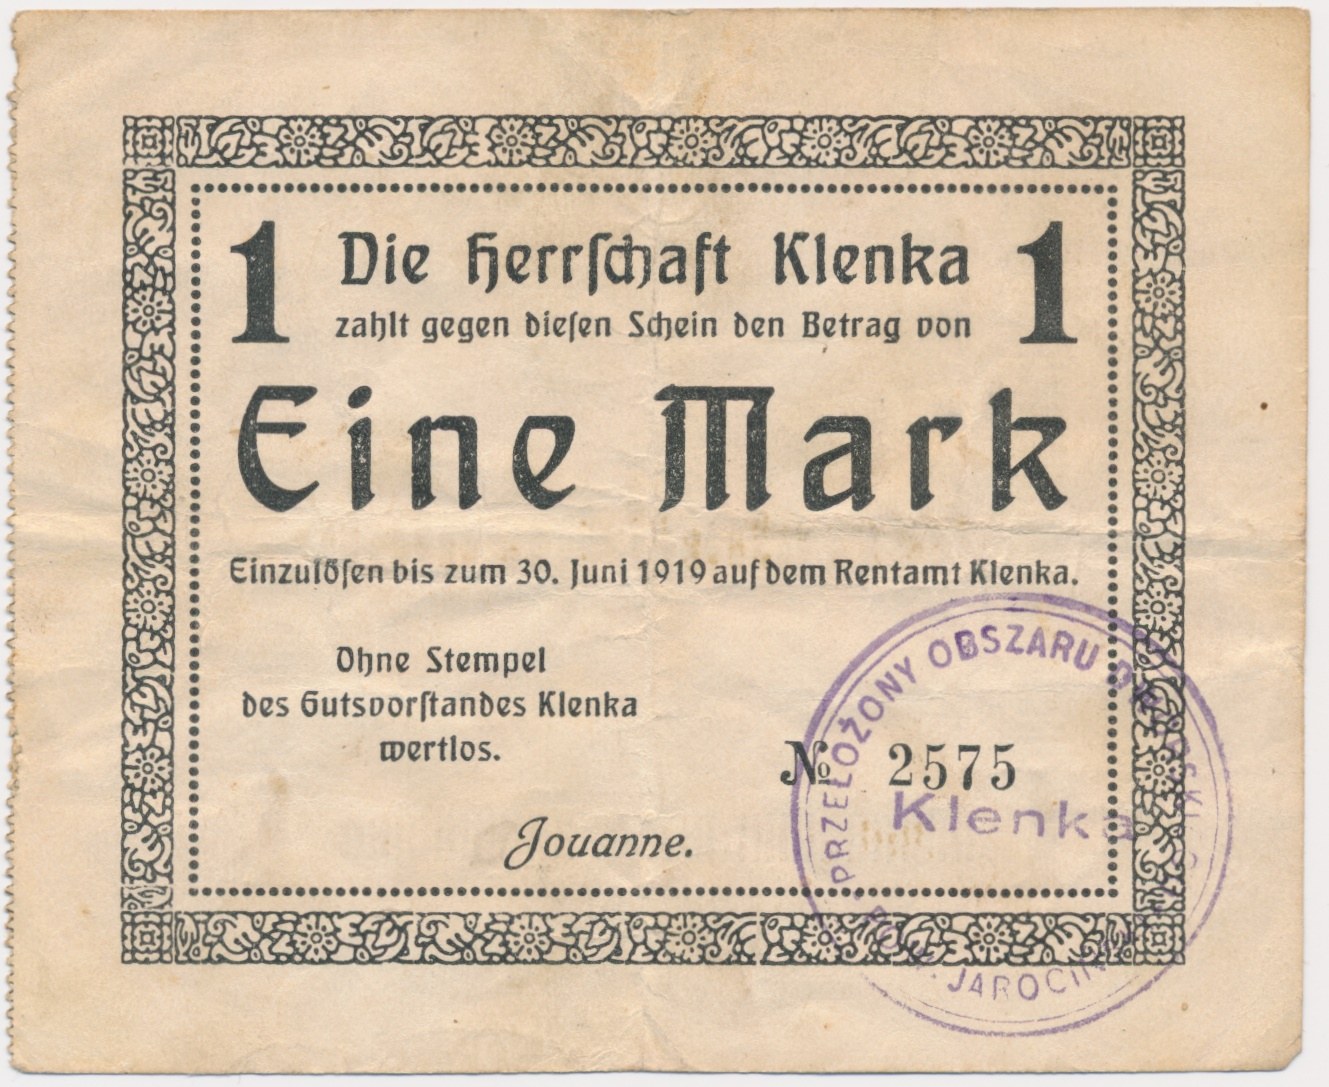 1 Die Herrſchaft Klenka 1
zahlt gegen dieſen Schein den Betrag von
Eine Mark
Einzulöſen bis zum 30. Juni 1919 auf dem Rentamt Klenka.
Ohne Stempel
des Gutsvorſtandes Klenka
wertlos.
№ 2575
Jouanne.
PRZEŁOŻONY OBSZARU
Klenka
JAROCIN